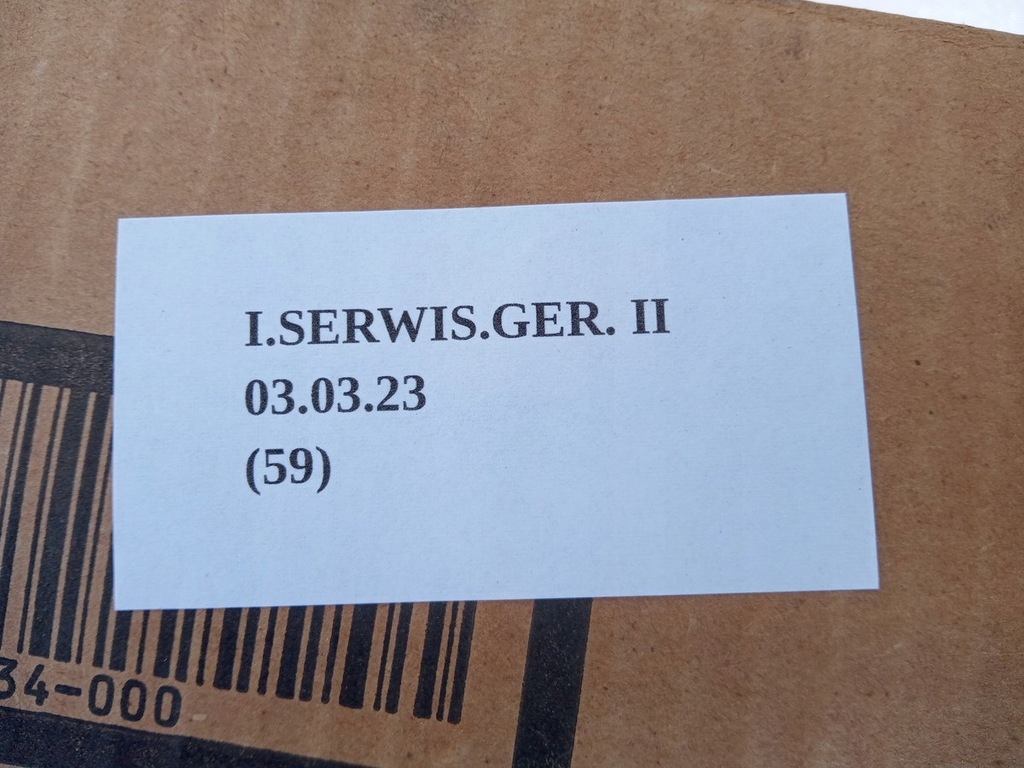 I.SERWIS.GER. II
03.03.23
(59)
34-000